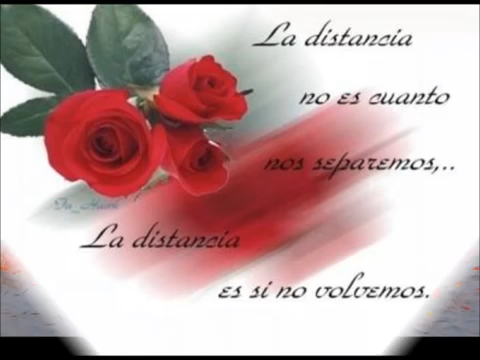 La distancia
no es cuanto
nos separemos,..
La distancia
es si no volvemos.